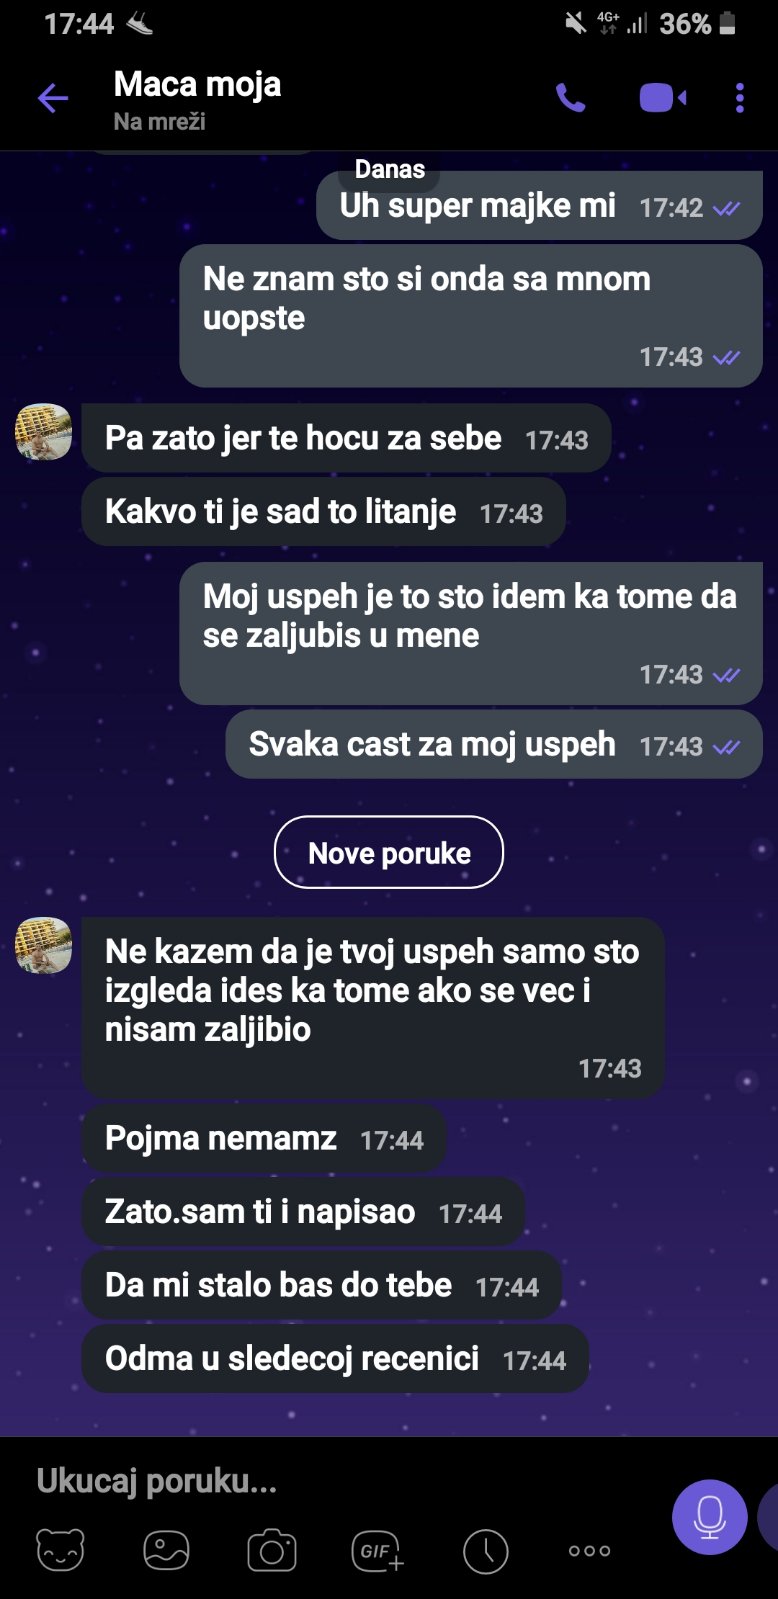 17:44
4G+
36%
Maca moja
Na mreži
Danas
Uh super majke mi 17:42
Ne znam sto si onda sa mnom
uopste
17:43
Pa zato jer te hocu za sebe 17:43
Kakvo ti je sad to litanje 17:43
Moj uspeh je to sto idem ka tome da
se zaljubis u mene
17:43
Svaka cast za moj uspeh 17:43
Nove poruke
Ne kazem da je tvoj uspeh samo sto
izgleda ides ka tome ako se vec i
nisam zaljibio
17:43
Pojma nemamz 17:44
Zato.sam ti i napisao 17:44
Da mi stalo bas do tebe 17:44
Odma u sledecoj recenici 17:44
Ukucaj poruku...
GIF